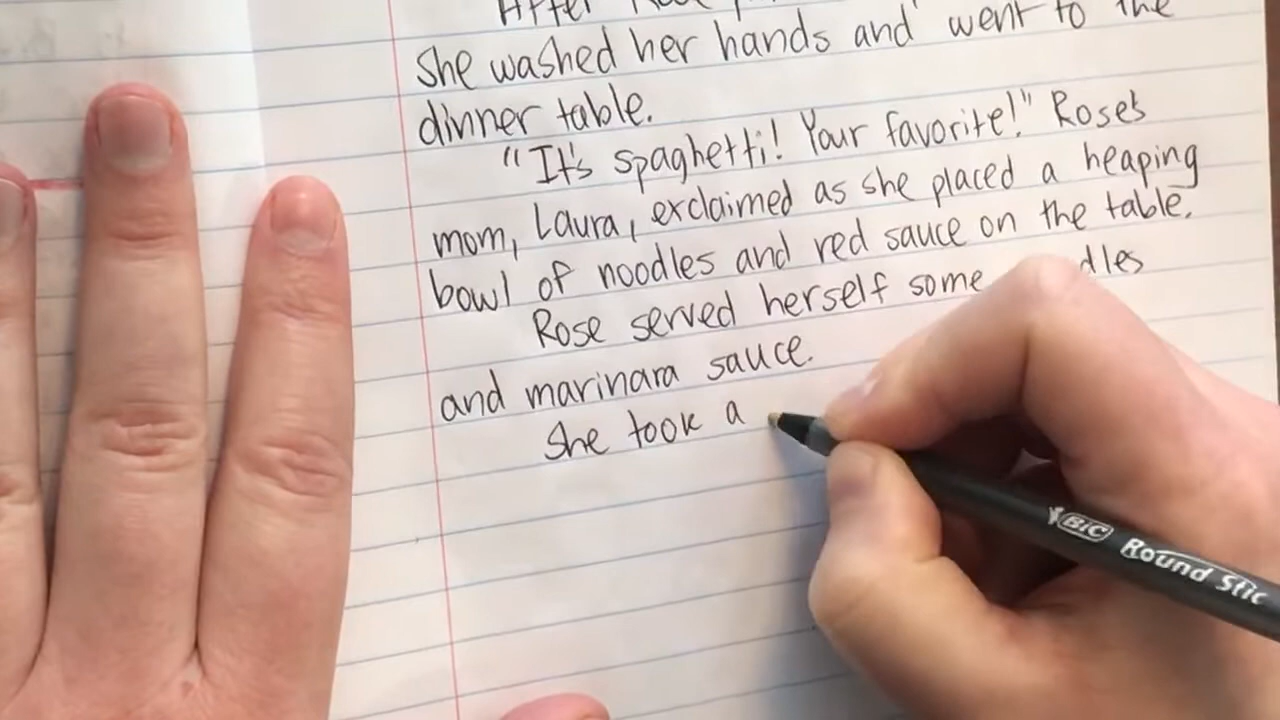 After
she washed her hands and went to the
dinner table.
"It's spaghetti! Your favorite!" Rose's
mom, Laura, exclaimed as she placed a heaping
bowl of noodles and red sauce on the table.
Rose served herself some dles
and marinara sauce.
She took a
BIC Round Stic